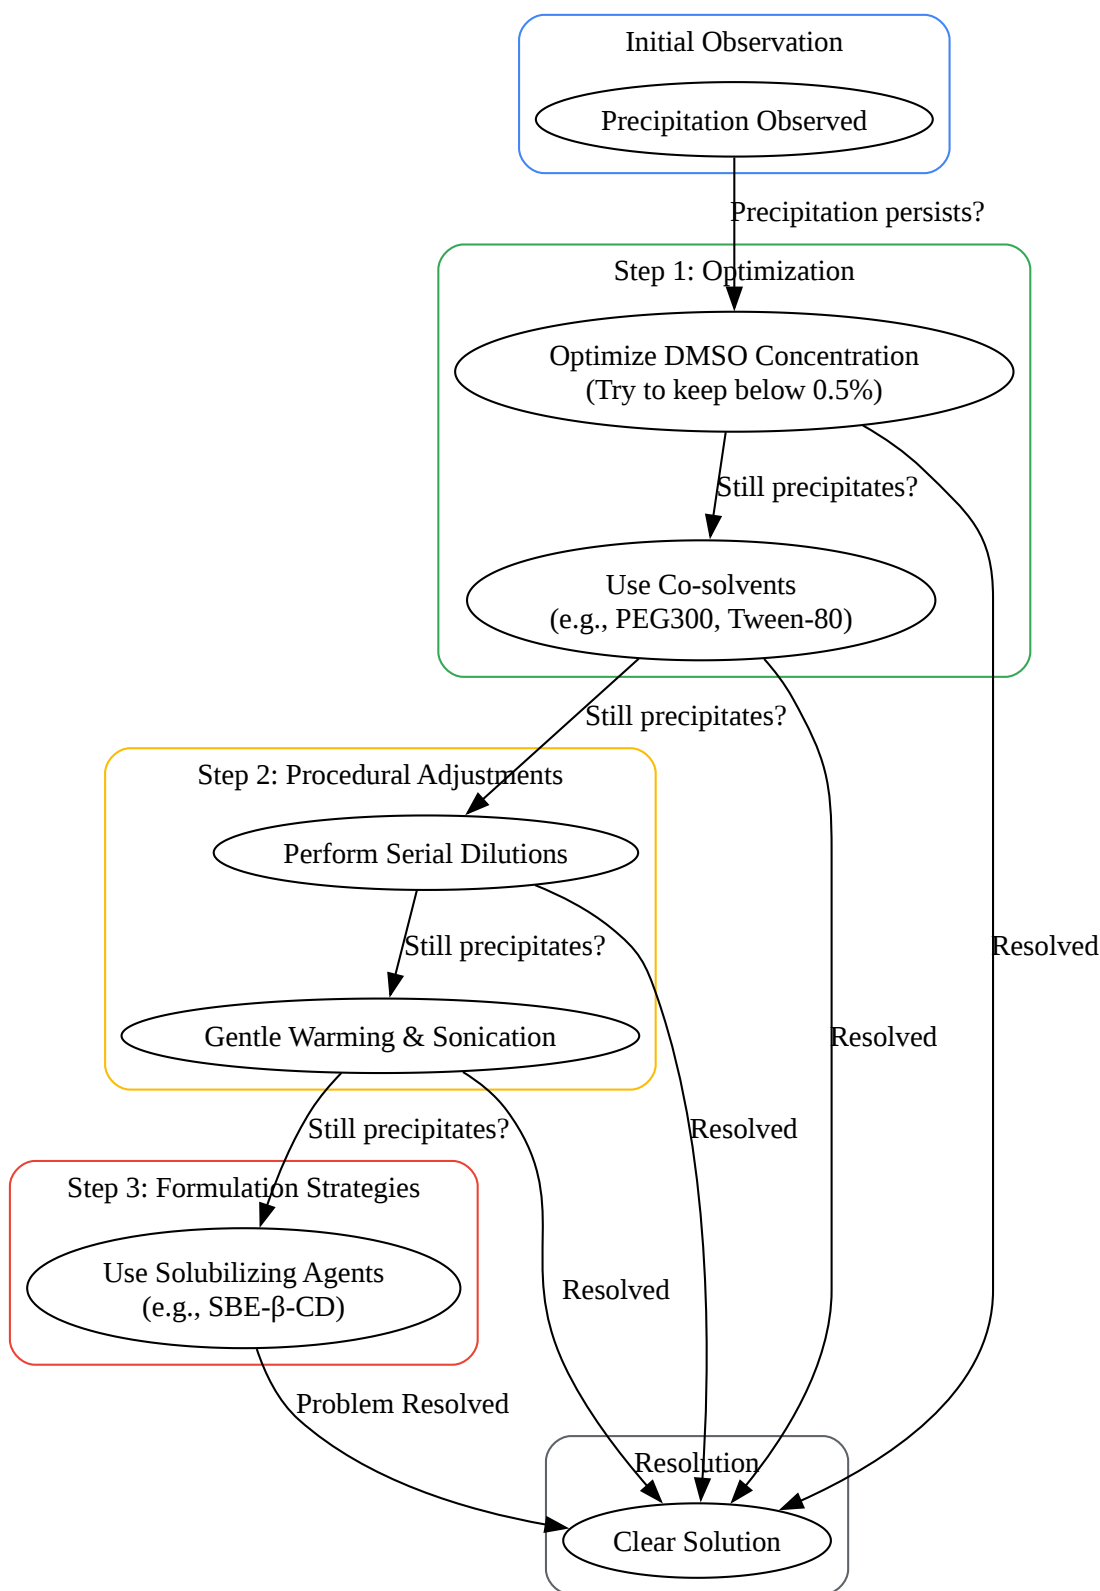 Initial Observation
Precipitation Observed
Precipitation persists?
Step 1: Optimization
Optimize DMSO Concentration
(Try to keep below 0.5%)
Still precipitates?
Use Co-solvents
(e.g., PEG300, Tween-80)
Still precipitates?
Step 2: Procedural Adjustments
Perform Serial Dilutions
Still precipitates?
Resolved
Gentle Warming & Sonication
Resolved
Still precipitates?
Resolved
Step 3: Formulation Strategies
Use Solubilizing Agents
(e.g., SBE-β-CD)
Resolved
Problem Resolved
Resolution
Clear Solution